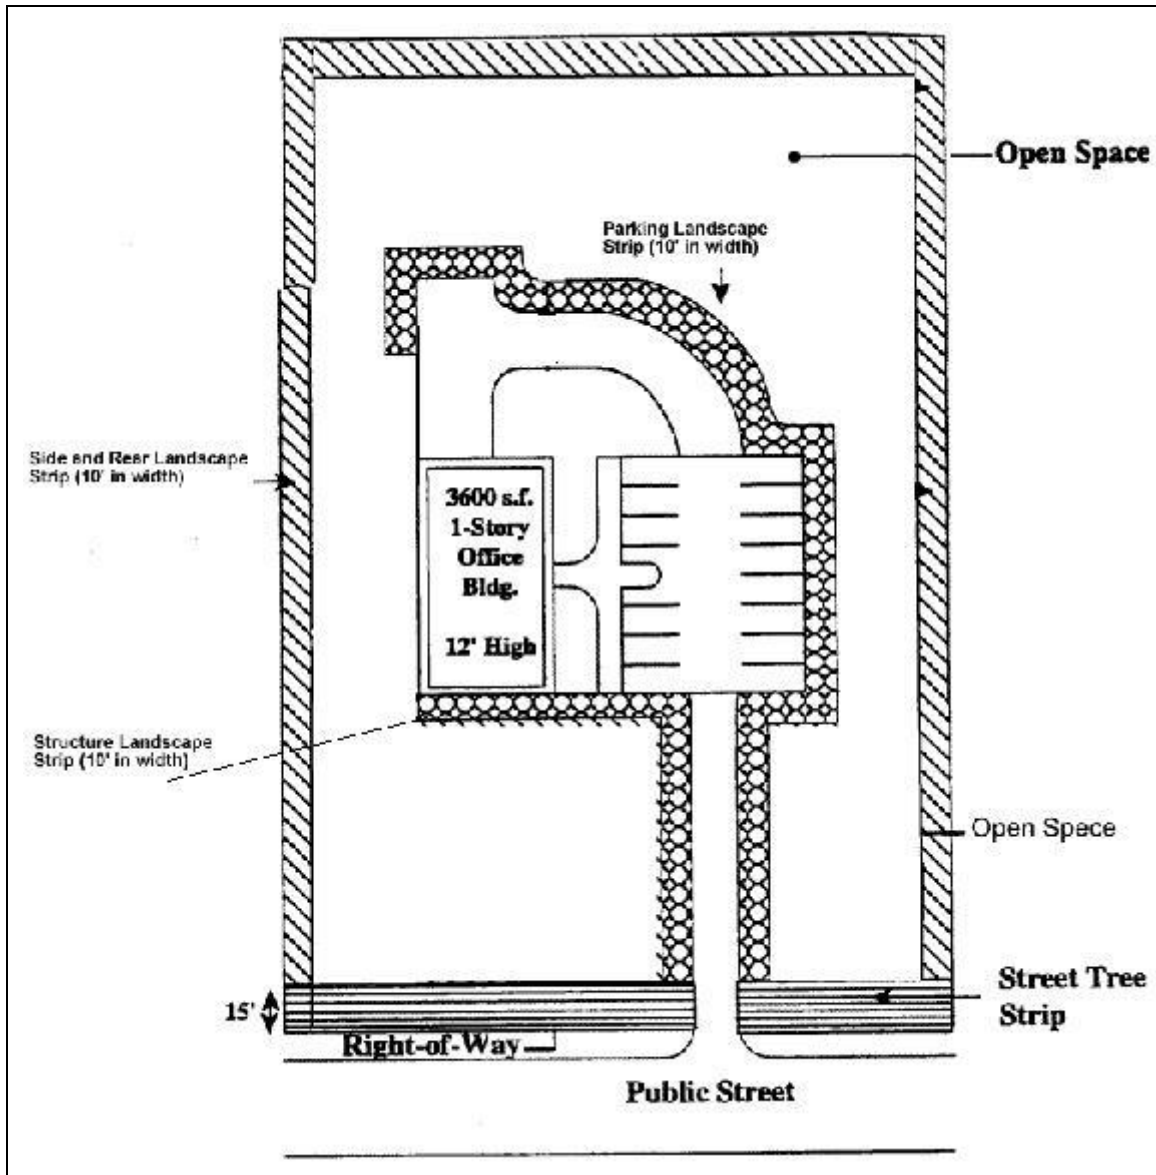 Open Space
Parking Landscape
Strip (10' in width)
Side and Rear Landscape
Strip (10' in width)
3600 s.f.
1-Story
Office
Bldg.
12' High
Structure Landscape
Strip (10' in width)
Open Spece
Street Tree
Strip
15'
Right-of-Way
Public Street